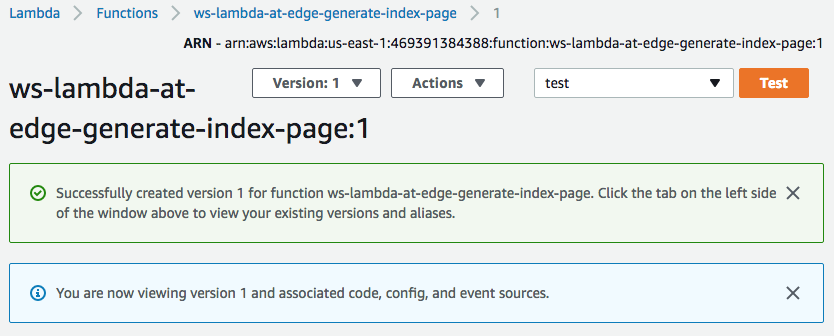 Lambda > Functions > ws-lambda-at-edge-generate-index-page > 1
ARN - arn:aws:lambda:us-east-1:469391384388:function:ws-lambda-at-edge-generate-index-page:1
ws-lambda-at-
edge-generate-index-page:1
Version: 1
Actions
test
Test
Successfully created version 1 for function ws-lambda-at-edge-generate-index-page. Click the tab on the left side
of the window above to view your existing versions and aliases.
You are now viewing version 1 and associated code, config, and event sources.